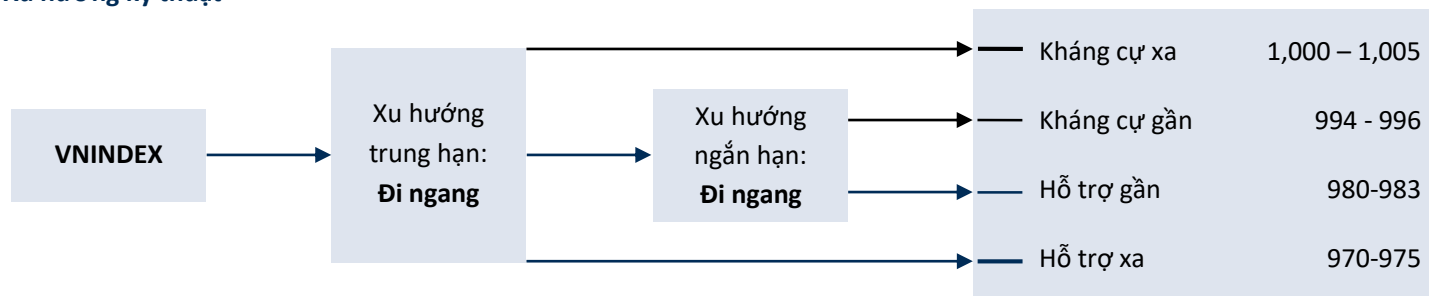 VNINDEX
Xu hướng
trung hạn:
Đi ngang
Xu hướng
ngắn hạn:
Đi ngang
Kháng cự xa 1,000 – 1,005
Kháng cự gần 994 - 996
Hỗ trợ gần 980-983
Hỗ trợ xa 970-975